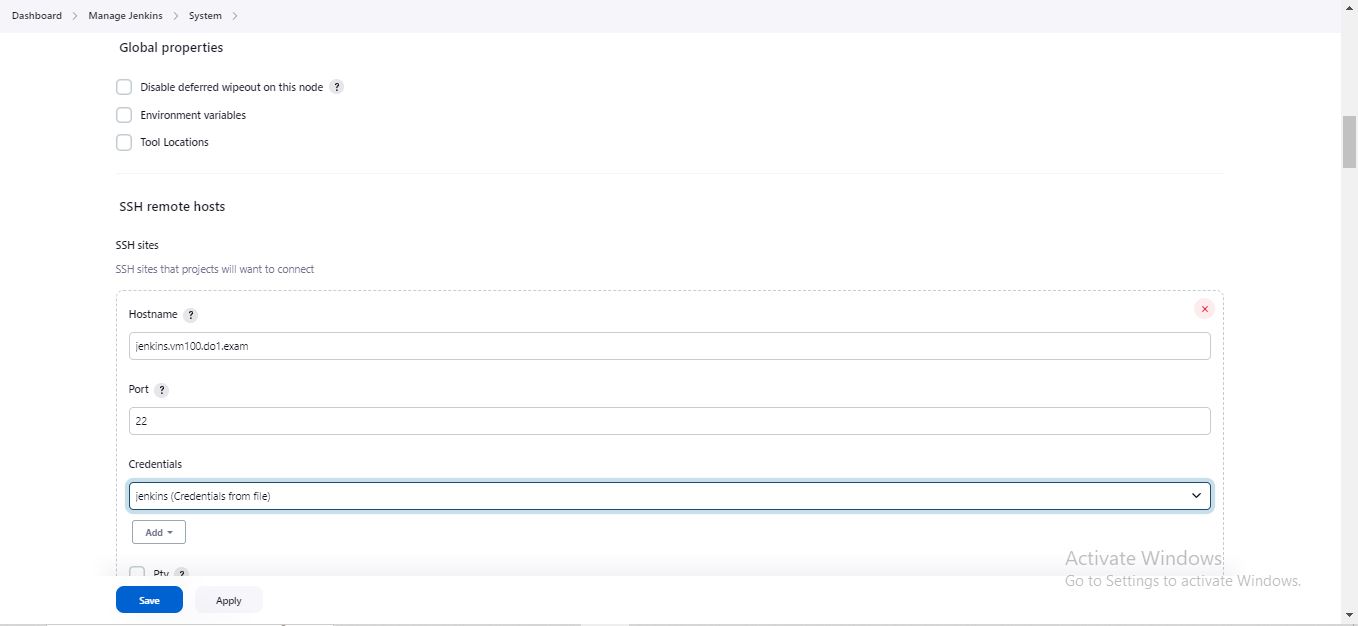 Dashboard > Manage Jenkins > System >
Global properties
Disable deferred wipeout on this node ?
Environment variables
Tool Locations
SSH remote hosts
SSH sites
SSH sites that projects will want to connect
Hostname ?
jenkins.vm100.do1.exam
Port ?
22
Credentials
jenkins (Credentials from file)
Add
Pty ?
Save Apply
Activate Windows
Go to Settings to activate Windows.